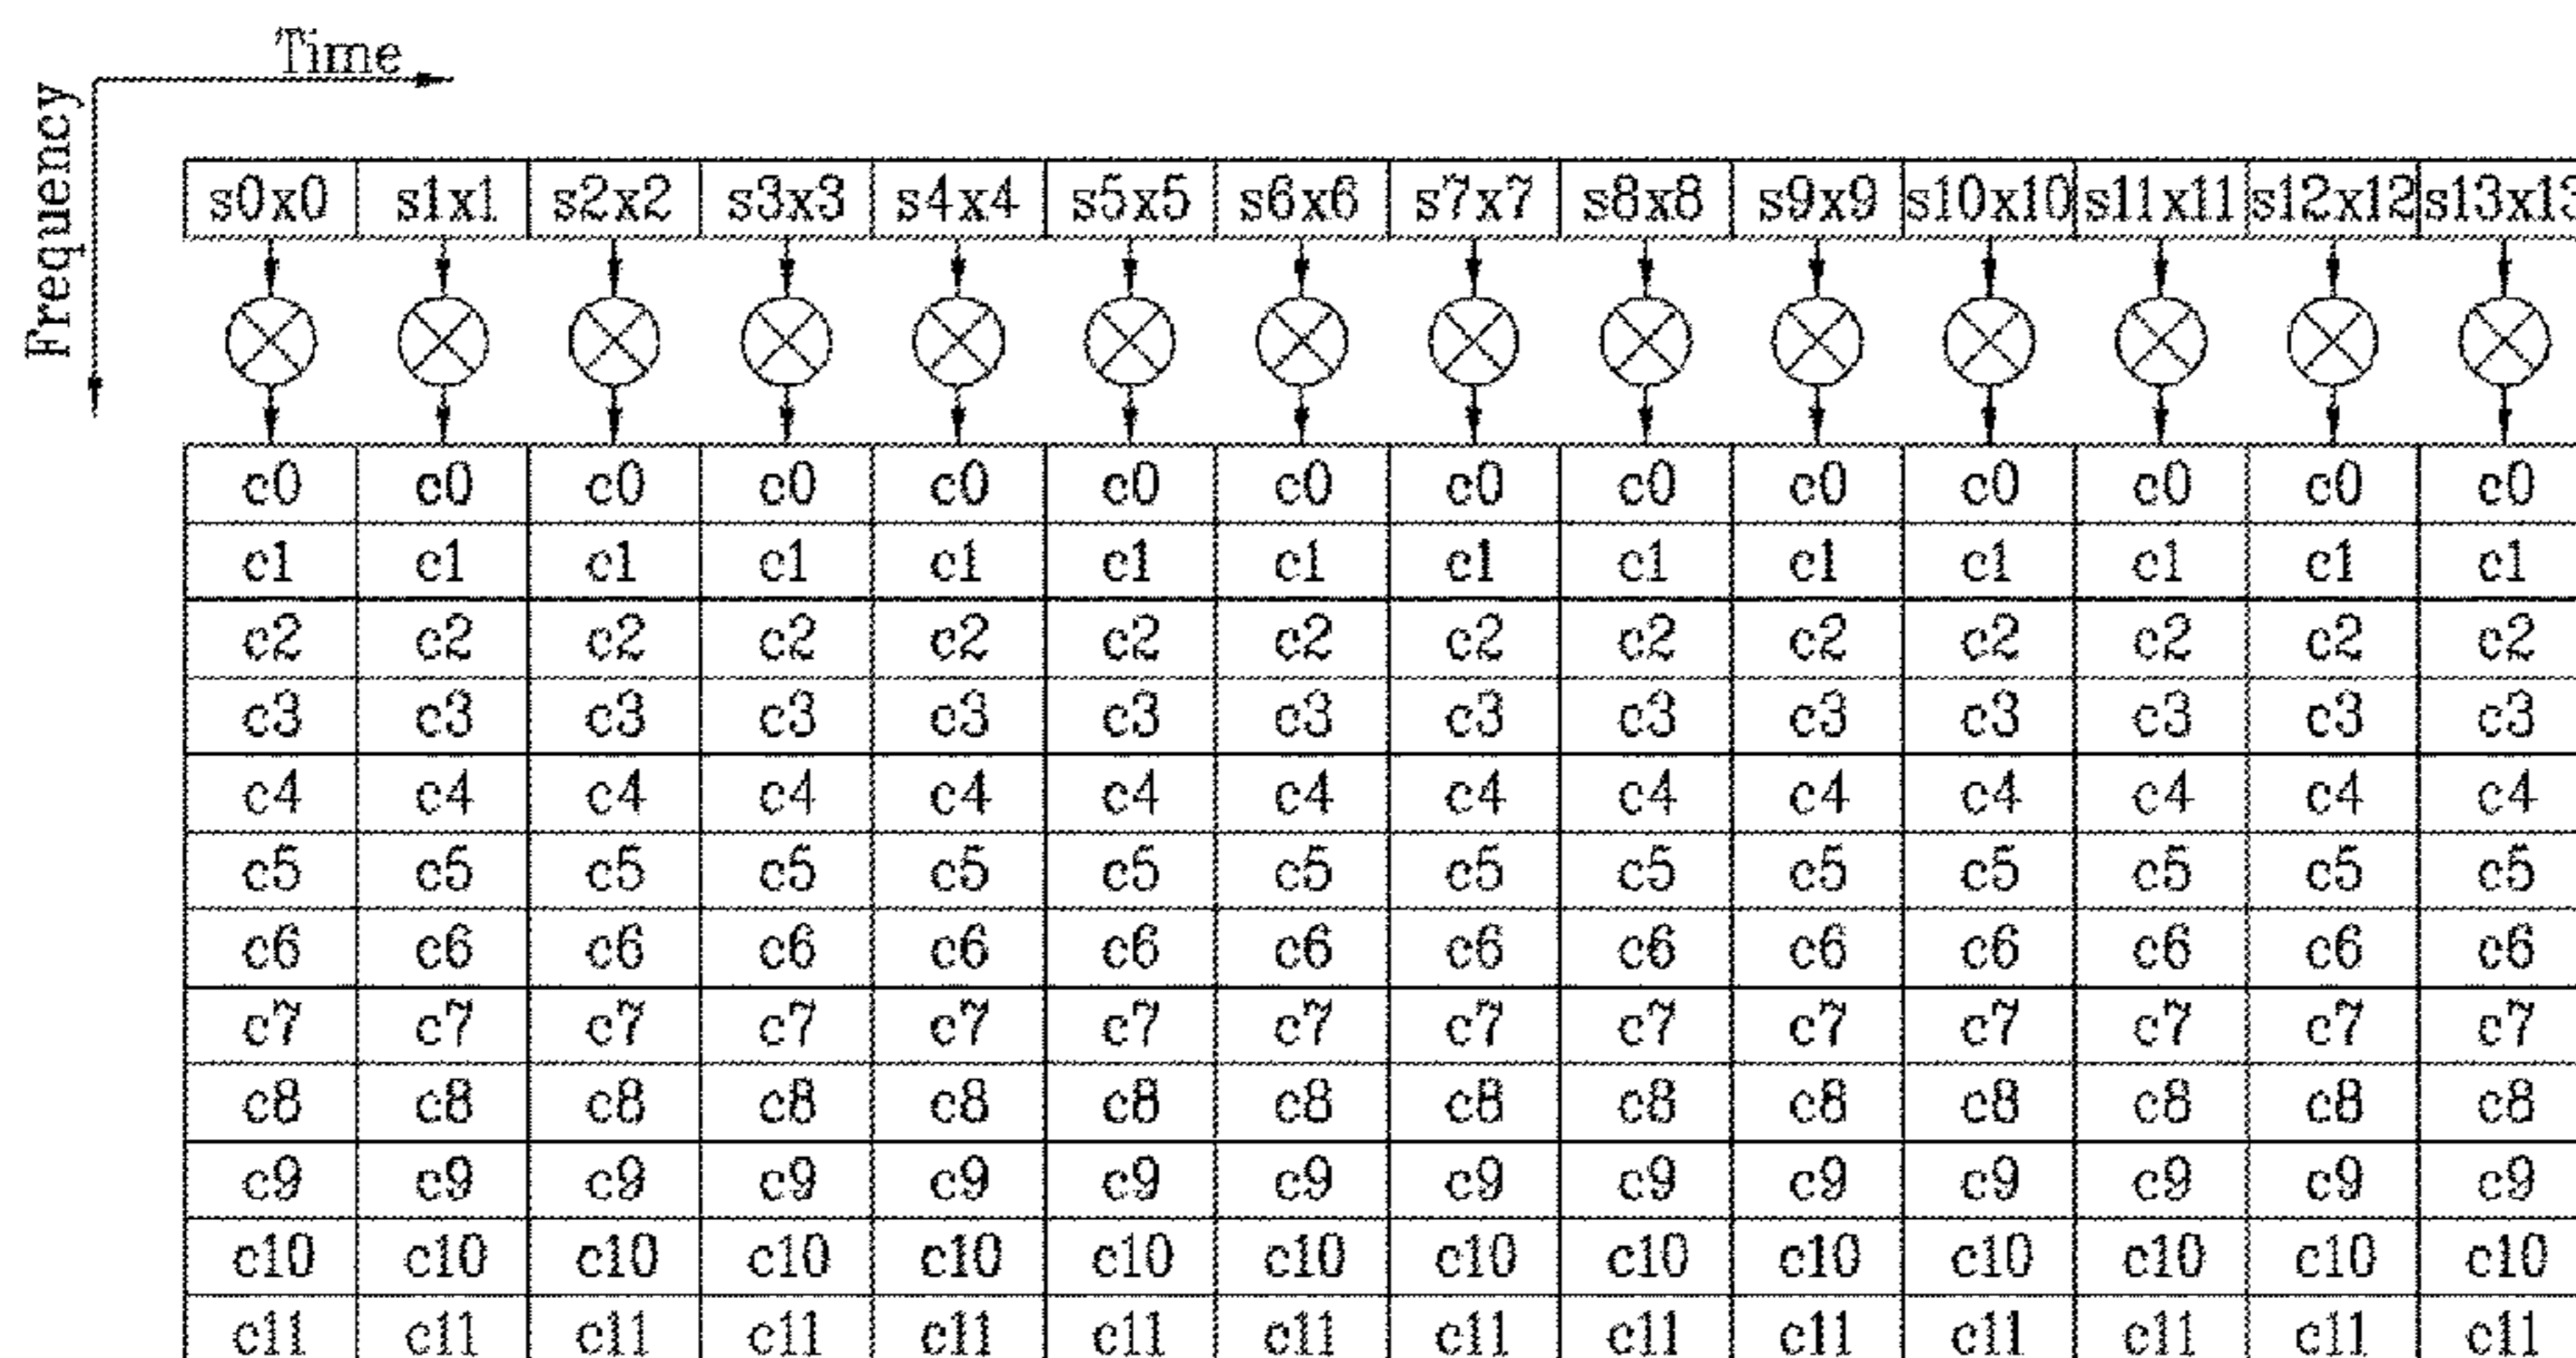 Time
Frequency
s0x0 s1x1 s2x2 s3x3 s4x4 s5x5 s6x6 s7x7 s8x8 s9x9 s10x10 s11x11 s12x12 s13x13
c0 c0 c0 c0 c0 c0 c0 c0 c0 c0 c0 c0 c0 c0
c1 c1 c1 c1 c1 c1 c1 c1 c1 c1 c1 c1 c1 c1
c2 c2 c2 c2 c2 c2 c2 c2 c2 c2 c2 c2 c2 c2
c3 c3 c3 c3 c3 c3 c3 c3 c3 c3 c3 c3 c3 c3
c4 c4 c4 c4 c4 c4 c4 c4 c4 c4 c4 c4 c4 c4
c5 c5 c5 c5 c5 c5 c5 c5 c5 c5 c5 c5 c5 c5
c6 c6 c6 c6 c6 c6 c6 c6 c6 c6 c6 c6 c6 c6
c7 c7 c7 c7 c7 c7 c7 c7 c7 c7 c7 c7 c7 c7
c8 c8 c8 c8 c8 c8 c8 c8 c8 c8 c8 c8 c8 c8
c9 c9 c9 c9 c9 c9 c9 c9 c9 c9 c9 c9 c9 c9
c10 c10 c10 c10 c10 c10 c10 c10 c10 c10 c10 c10 c10 c10
c11 c11 c11 c11 c11 c11 c11 c11 c11 c11 c11 c11 c11 c11